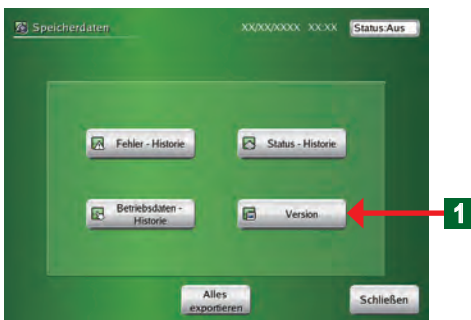 Speicherdaten
XX/XX/XXXX XX:XX
Status:Aus
Fehler - Historie
Status - Historie
Betriebsdaten -
Historie
Version
1
Alles
exportieren
Schließen